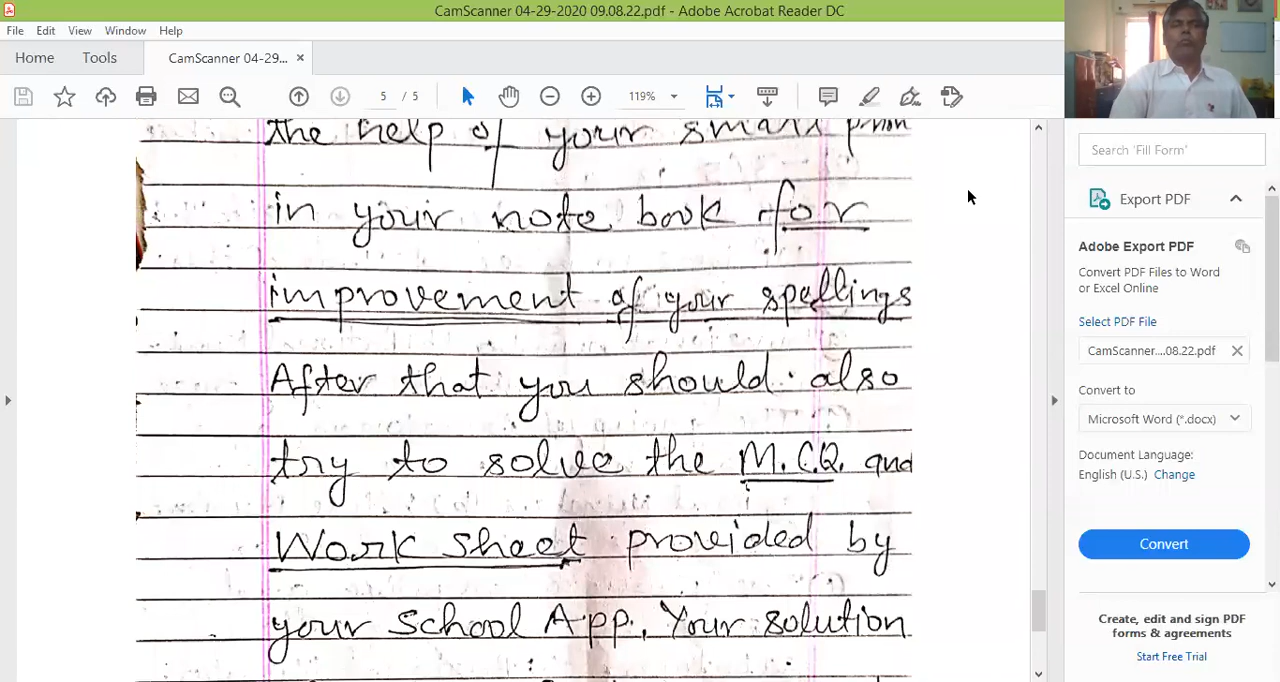 CamScanner 04-29-2020 09.08.22.pdf - Adobe Acrobat Reader DC
File Edit View Window Help
Home Tools CamScanner 04-29... ×
5 / 5 119%
Search 'Fill Form'
the help of your small
in your note book for
improvement of your spellings
After that you should. also
try to solve the M.C.Q. and
Work sheet provided by
your School App. Your solution
Export PDF
Adobe Export PDF
Convert PDF Files to Word
or Excel Online
Select PDF File
CamScanner....08.22.pdf
Convert to
Microsoft Word (*.docx)
Document Language:
English (U.S.) Change
Convert
Create, edit and sign PDF
forms & agreements
Start Free Trial